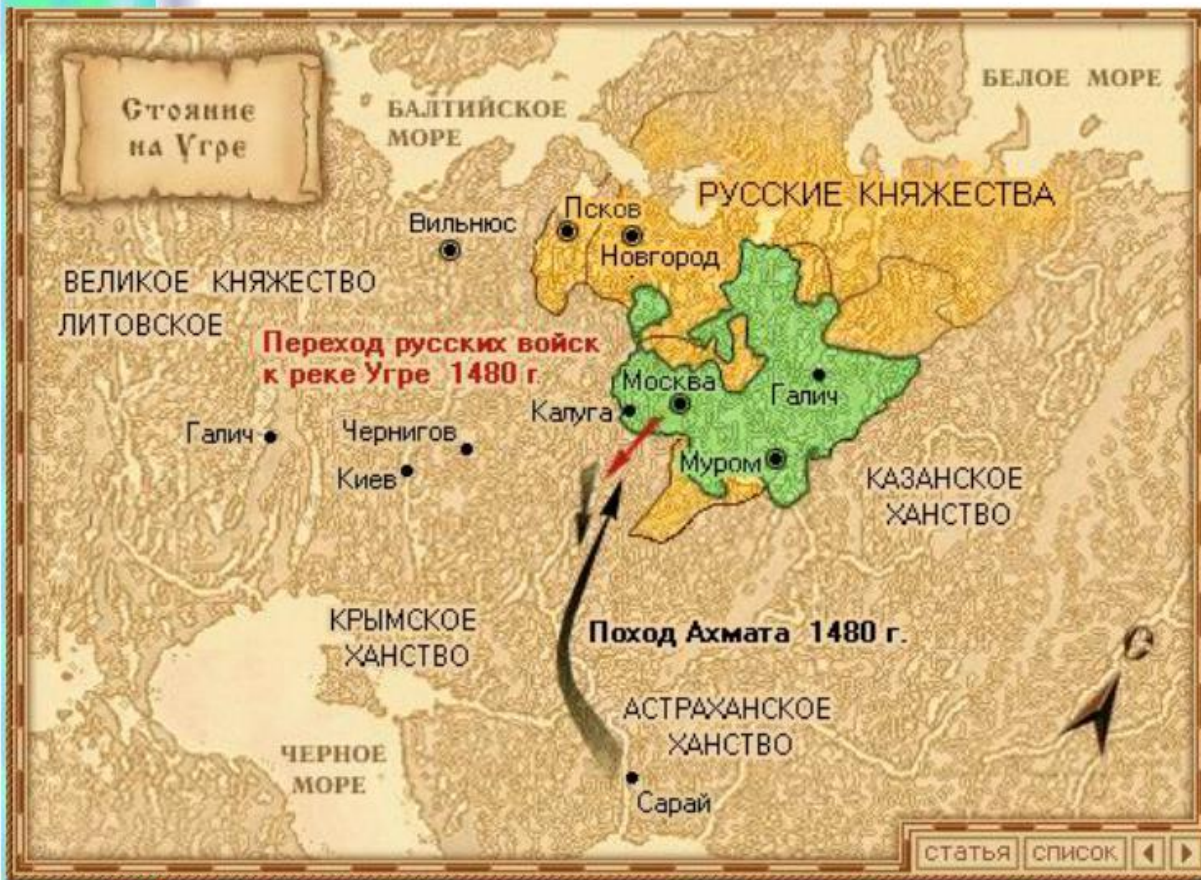 Стояние
на Угре
БАЛТИЙСКОЕ
МОРЕ
БЕЛОЕ МОРЕ
РУССКИЕ КНЯЖЕСТВА
Псков
Вильнюс
Новгород
ВЕЛИКОЕ КНЯЖЕСТВО
ЛИТОВСКОЕ
Переход русских войск
к реке Угре 1480 г.
Москва
Галич
Калуга
Галич
Чернигов
Киев
Муром
КАЗАНСКОЕ
ХАНСТВО
КРЫМСКОЕ
ХАНСТВО
Поход Ахмата 1480 г.
С
АСТРАХАНСКОЕ
ХАНСТВО
ЧЕРНОЕ
МОРЕ
Сарай
статья список